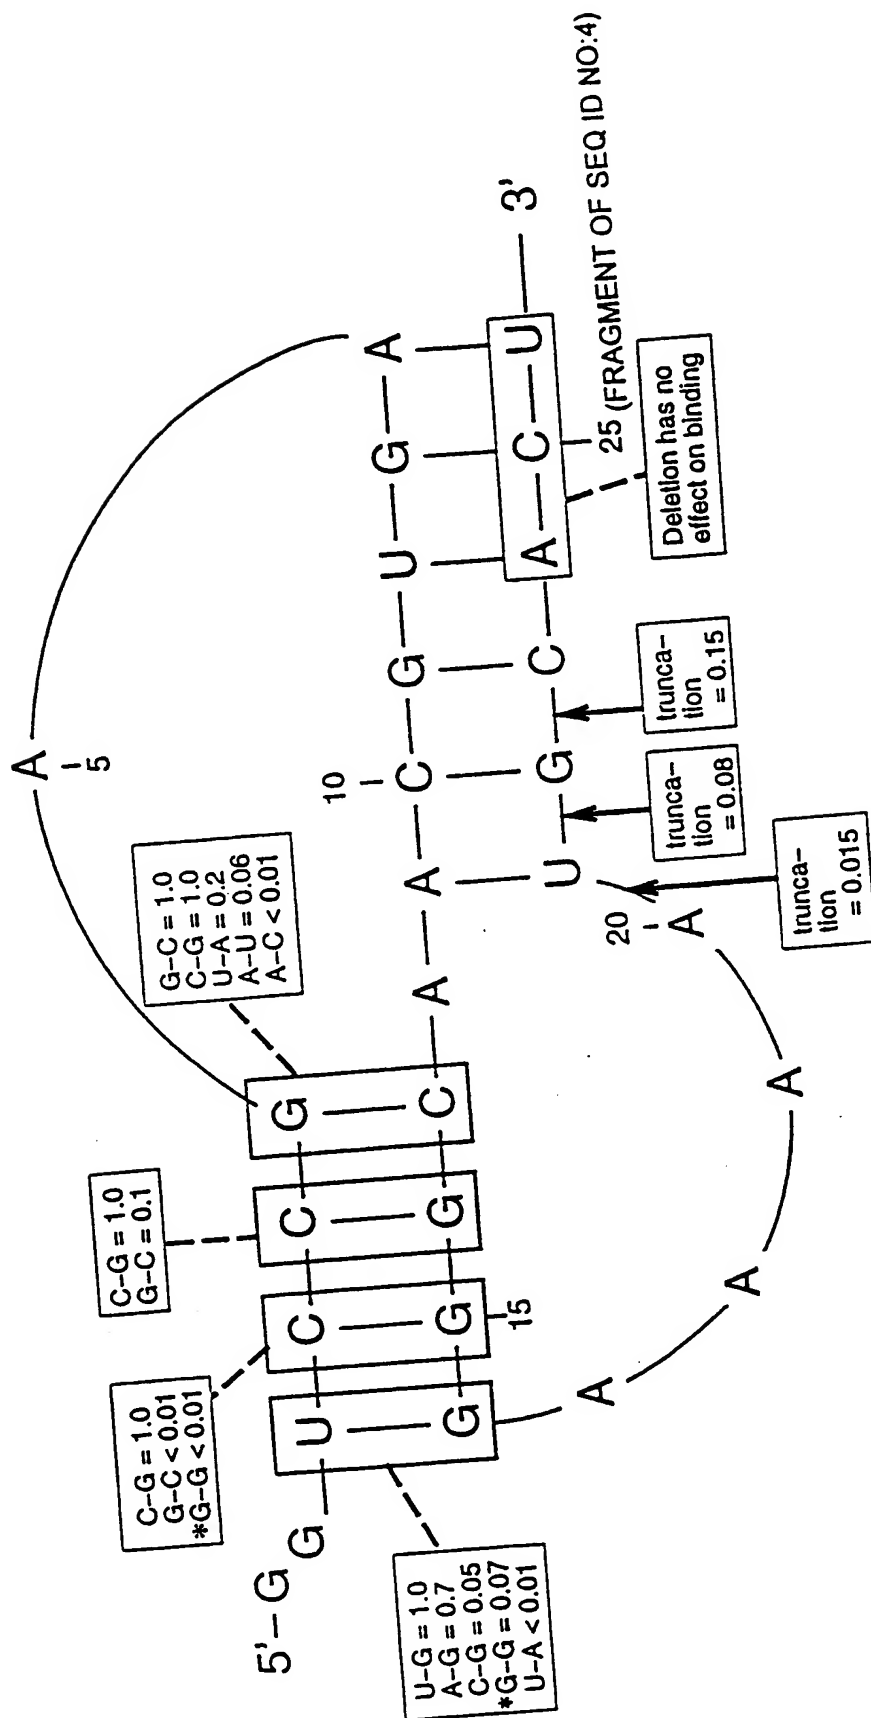 A
5
C–G = 1.0
G–C = 0.1
C–G = 1.0
G–C < 0.01
*G–G < 0.01
G–C = 1.0
C–G = 1.0
U–A = 0.2
A–U = 0.06
A–C < 0.01
5'–G
G
U C C G
10
A A C G U G A
G G G C
15
U G C A C U 3'
20
25 (FRAGMENT OF SEQ ID NO:4)
A A A A
U–G = 1.0
A–G = 0.7
C–G = 0.05
*G–G = 0.07
U–A < 0.01
trunca–
tion
= 0.015
trunca–
tion
= 0.08
trunca–
tion
= 0.15
Deletion has no
effect on binding